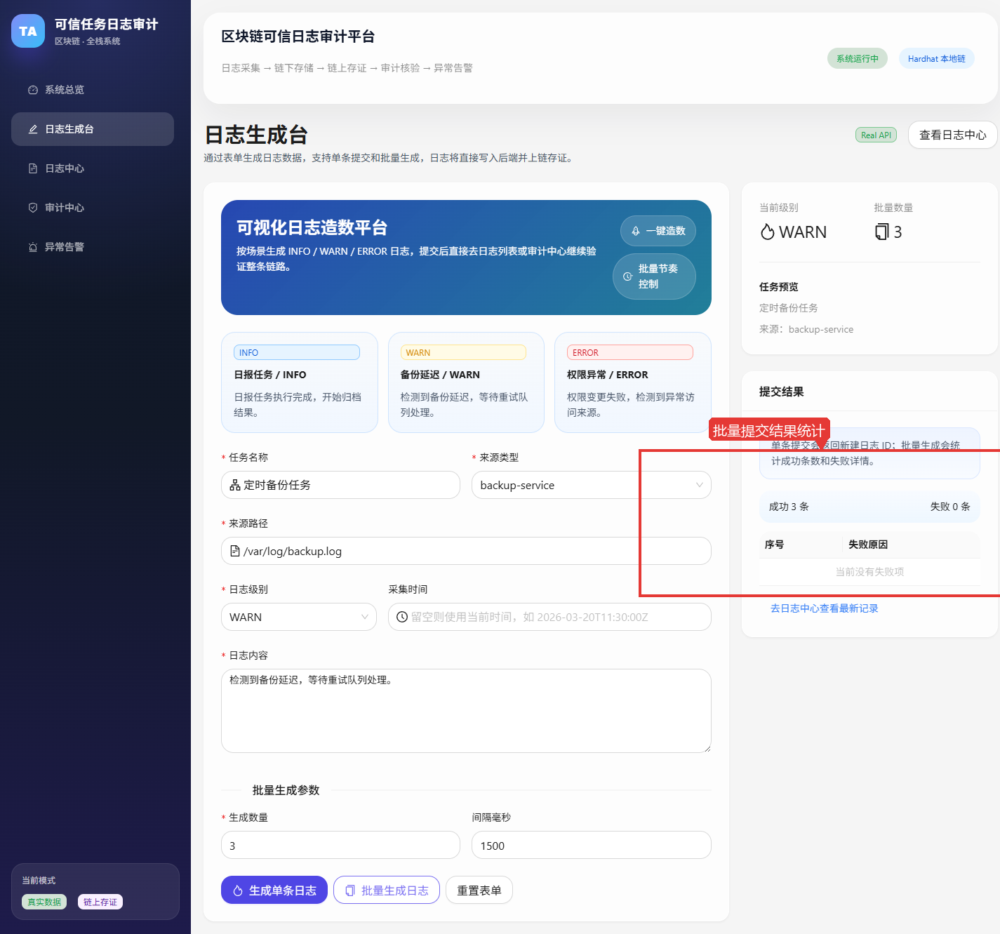 TA
可信任务日志审计
区块链 · 全栈系统
系统总览
日志生成台
日志中心
审计中心
异常告警
当前模式
真实数据
链上存证
区块链可信日志审计平台
日志采集 → 链下存储 → 链上存证 → 审计核验 → 异常告警
系统运行中
Hardhat 本地链
日志生成台
通过表单生成日志数据，支持单条提交和批量生成，日志将直接写入后端并上链存证。
Real API
查看日志中心
可视化日志造数平台
按场景生成 INFO / WARN / ERROR 日志，提交后直接去日志列表或审计中心继续验
证整条链路。
一键造数
批量节奏
控制
INFO
日报任务 / INFO
日报任务执行完成，开始归档
结果。
WARN
备份延迟 / WARN
检测到备份延迟，等待重试队
列处理。
ERROR
权限异常 / ERROR
权限变更失败，检测到异常访
问来源。
* 任务名称
定时备份任务
* 来源类型
backup-service
* 来源路径
/var/log/backup.log
* 日志级别
WARN
采集时间
留空则使用当前时间，如 2026-03-20T11:30:00Z
* 日志内容
检测到备份延迟，等待重试队列处理。
批量生成参数
* 生成数量
3
间隔毫秒
1500
生成单条日志
批量生成日志
重置表单
当前级别
WARN
批量数量
3
任务预览
定时备份任务
来源：backup-service
提交结果
批量提交结果统计
单条提交会返回新建日志 ID；批量生成会统
计成功条数和失败详情。
成功 3 条
失败 0 条
序号
失败原因
当前没有失败项
去日志中心查看最新记录